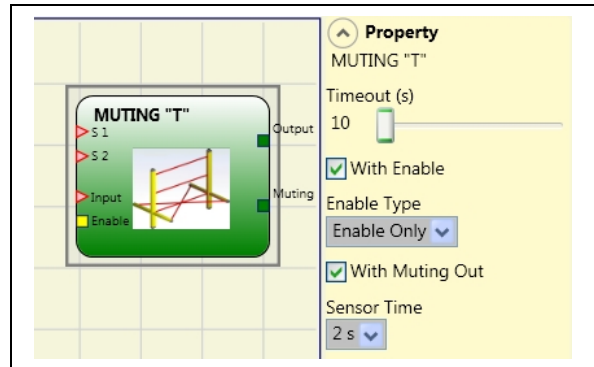 MUTING "T"
S 1
S 2
Input
Enable
Output
Muting
Property
MUTING "T"
Timeout (s)
10
With Enable
Enable Type
Enable Only
With Muting Out
Sensor Time
2 s